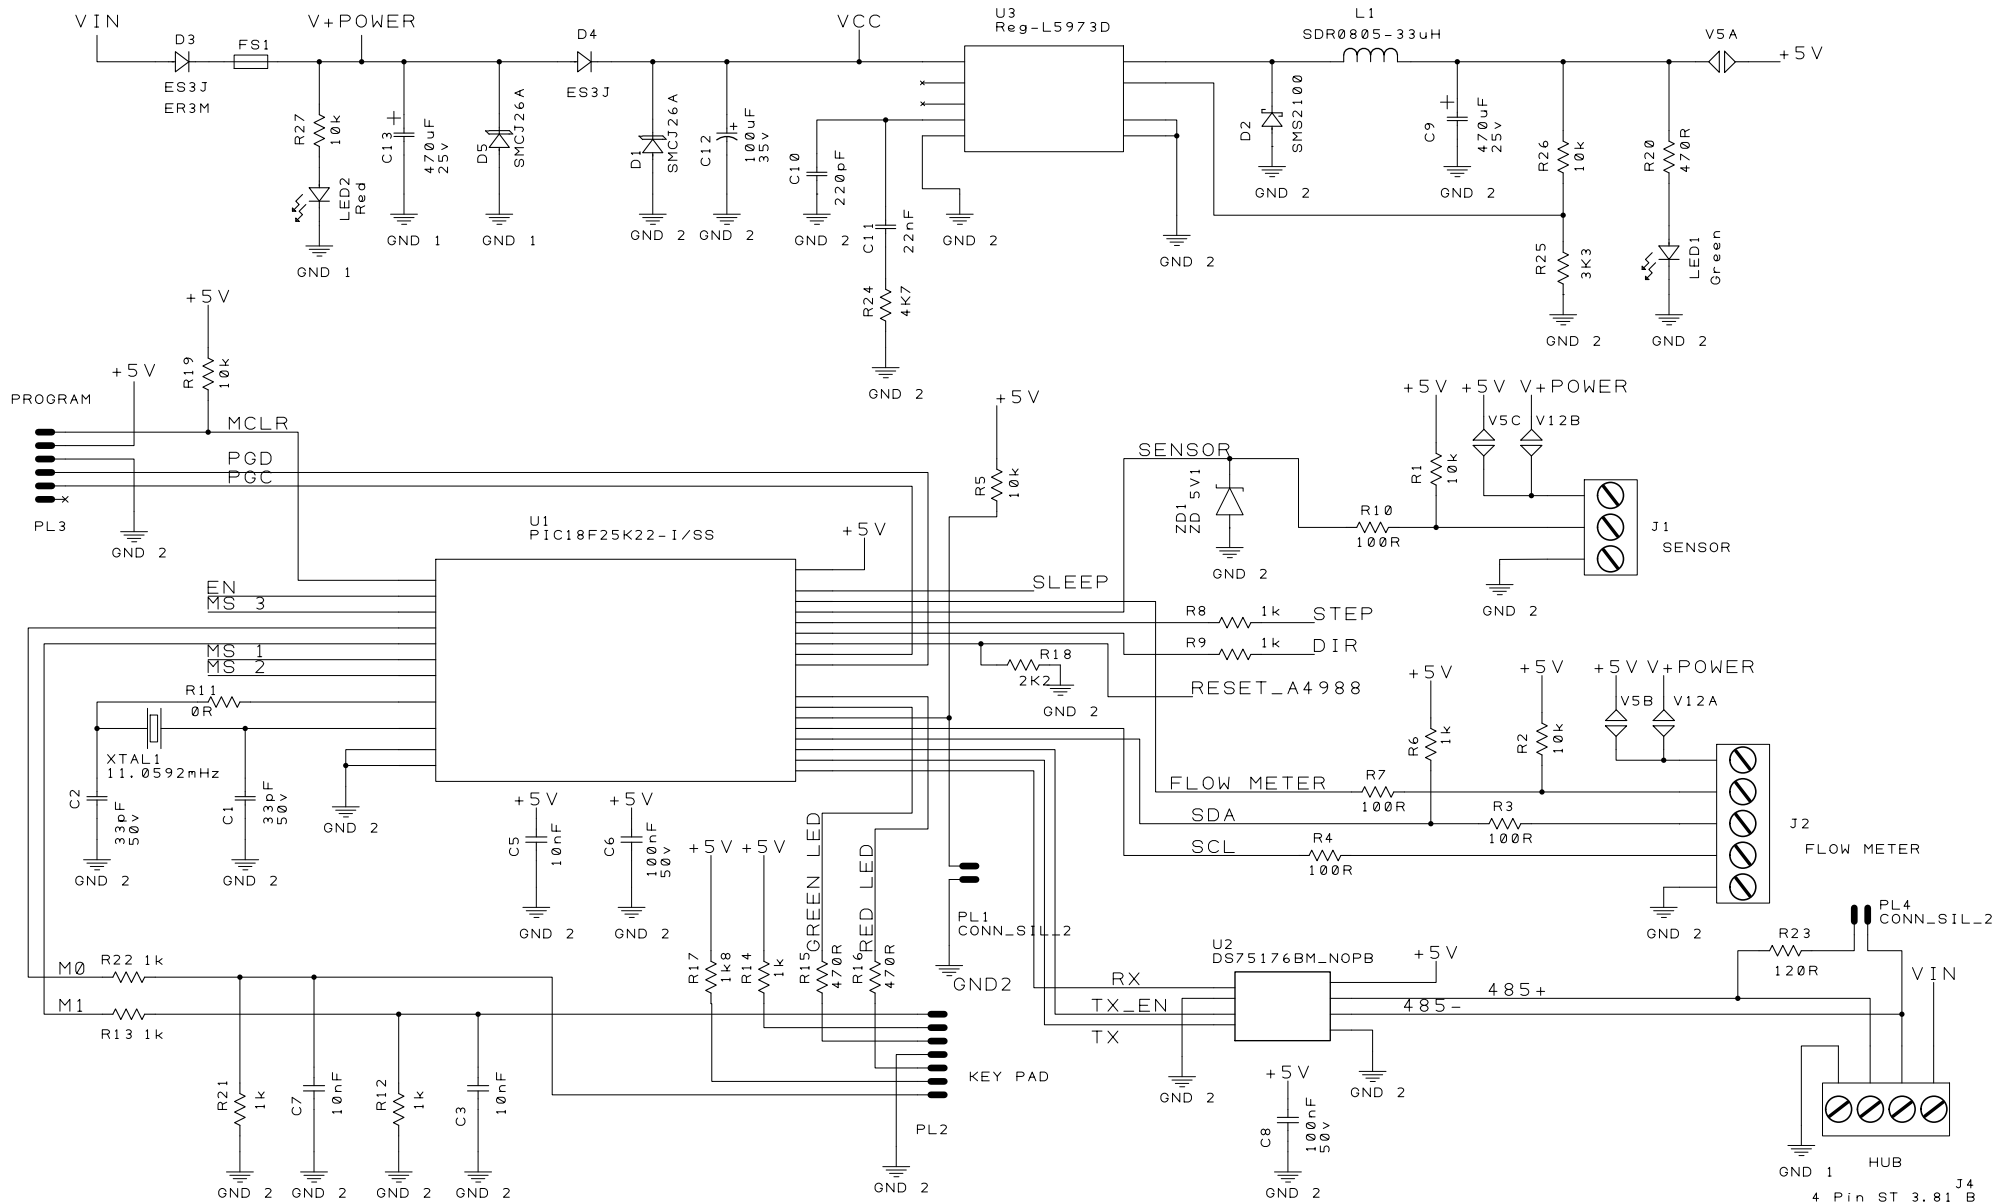 VIN
D3
ES3J
ER3M
FS1
V+POWER
R27
10k
LED2
Red
GND 1
C13
470uF
25v
GND 1
D5
SMCJ26A
GND 1
D4
ES3J
D1
SMCJ26A
GND 2
C12
100uF
35v
GND 2
VCC
C10
220pF
GND 2
C11
22nF
R24
4K7
GND 2
U3
Reg-L5973D
GND 2
GND 2
L1
SDR0805-33uH
D2
SMS2100
GND 2
C9
470uF
25v
GND 2
R26
10k
R25
3K3
GND 2
R20
470R
LED1
Green
GND 2
V5A
+5V
+5V
R19
10k
+5V
PROGRAM
MCLR
PGD
PGC
PL3
GND 2
U1
PIC18F25K22-I/SS
+5V
EN
MS 3
MS 1
MS 2
R11
0R
XTAL1
11.0592mHz
C2
33pF
50v
GND 2
C1
33pF
50v
GND 2
GND 2
+5V
C5
10nF
GND 2
+5V
C6
100nF
50v
GND 2
+5V
R5
10k
SENSOR
ZD1
ZD 5V1
GND 2
+5V
R1
10k
+5V
V+POWER
V5C
V12B
R10
100R
J1
SENSOR
GND 2
SLEEP
R8
1k
STEP
R9
1k
DIR
R18
2K2
GND 2
RESET_A4988
+5V
R6
1k
+5V
R2
10k
+5V
V+POWER
V5B
V12A
FLOW METER
R7
100R
SDA
R3
100R
SCL
R4
100R
J2
FLOW METER
GND 2
+5V
+5V
R17
1k8
R14
1k
GREEN LED
R15
470R
RED LED
R16
470R
PL1
CONN_SIL_2
GND2
M0
R22 1k
M1
R13 1k
R21
1k
GND 2
C7
10nF
GND 2
R12
1k
GND 2
C3
10nF
GND 2
KEY PAD
PL2
GND 2
U2
DS75176BM_NOPB
+5V
RX
TX_EN
TX
GND 2
GND 2
485+
485-
+5V
C8
100nF
50v
GND 2
R23
120R
PL4
CONN_SIL_2
VIN
GND 1
HUB
J4
4 Pin ST 3.81 B